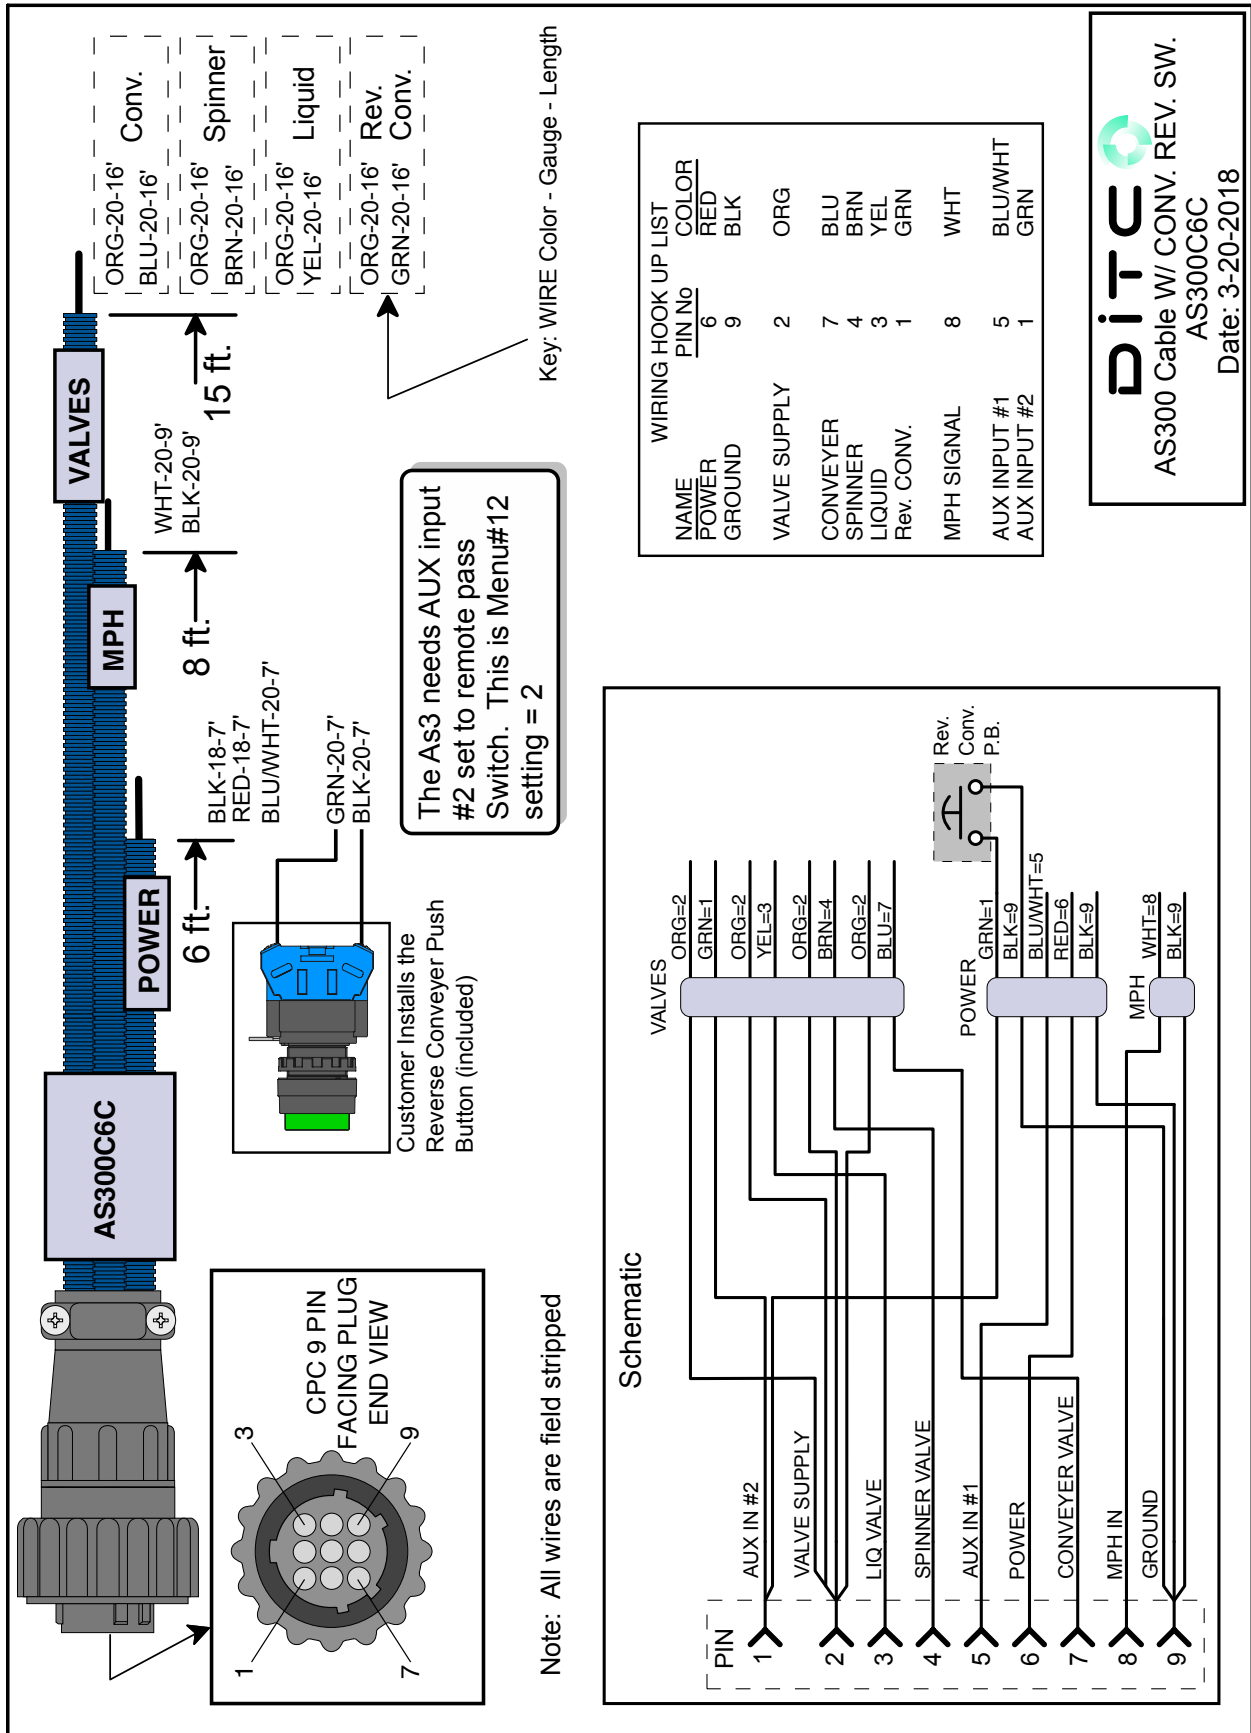 AS300C6C
POWER
MPH
VALVES
6 ft.
8 ft.
15 ft.
BLK-18-7'
RED-18-7'
BLU/WHT-20-7'
GRN-20-7'
BLK-20-7'
WHT-20-9'
BLK-20-9'
ORG-20-16'
BLU-20-16'
Conv.
ORG-20-16'
BRN-20-16'
Spinner
ORG-20-16'
YEL-20-16'
Liquid
ORG-20-16'
GRN-20-16'
Rev.
Conv.
Key: WIRE Color - Gauge - Length
1
3
7
9
CPC 9 PIN
FACING PLUG
END VIEW
Customer Installs the
Reverse Conveyer Push
Button (included)
The As3 needs AUX input
#2 set to remote pass
Switch. This is Menu#12
setting = 2
Note: All wires are field stripped
Schematic
PIN
1
AUX IN #2
2
VALVE SUPPLY
3
LIQ VALVE
4
SPINNER VALVE
5
AUX IN #1
6
POWER
7
CONVEYER VALVE
8
MPH IN
9
GROUND
VALVES
ORG=2
GRN=1
ORG=2
YEL=3
ORG=2
BRN=4
ORG=2
BLU=7
POWER
GRN=1
BLK=9
BLU/WHT=5
RED=6
BLK=9
MPH
WHT=8
BLK=9
Rev.
Conv.
P.B.
WIRING HOOK UP LIST
NAME PIN No COLOR
POWER 6 RED
GROUND 9 BLK
VALVE SUPPLY 2 ORG
CONVEYER 7 BLU
SPINNER 4 BRN
LIQUID 3 YEL
Rev. CONV. 1 GRN
MPH SIGNAL 8 WHT
AUX INPUT #1 5 BLU/WHT
AUX INPUT #2 1 GRN
DiTC
AS300 Cable W/ CONV. REV. SW.
AS300C6C
Date: 3-20-2018